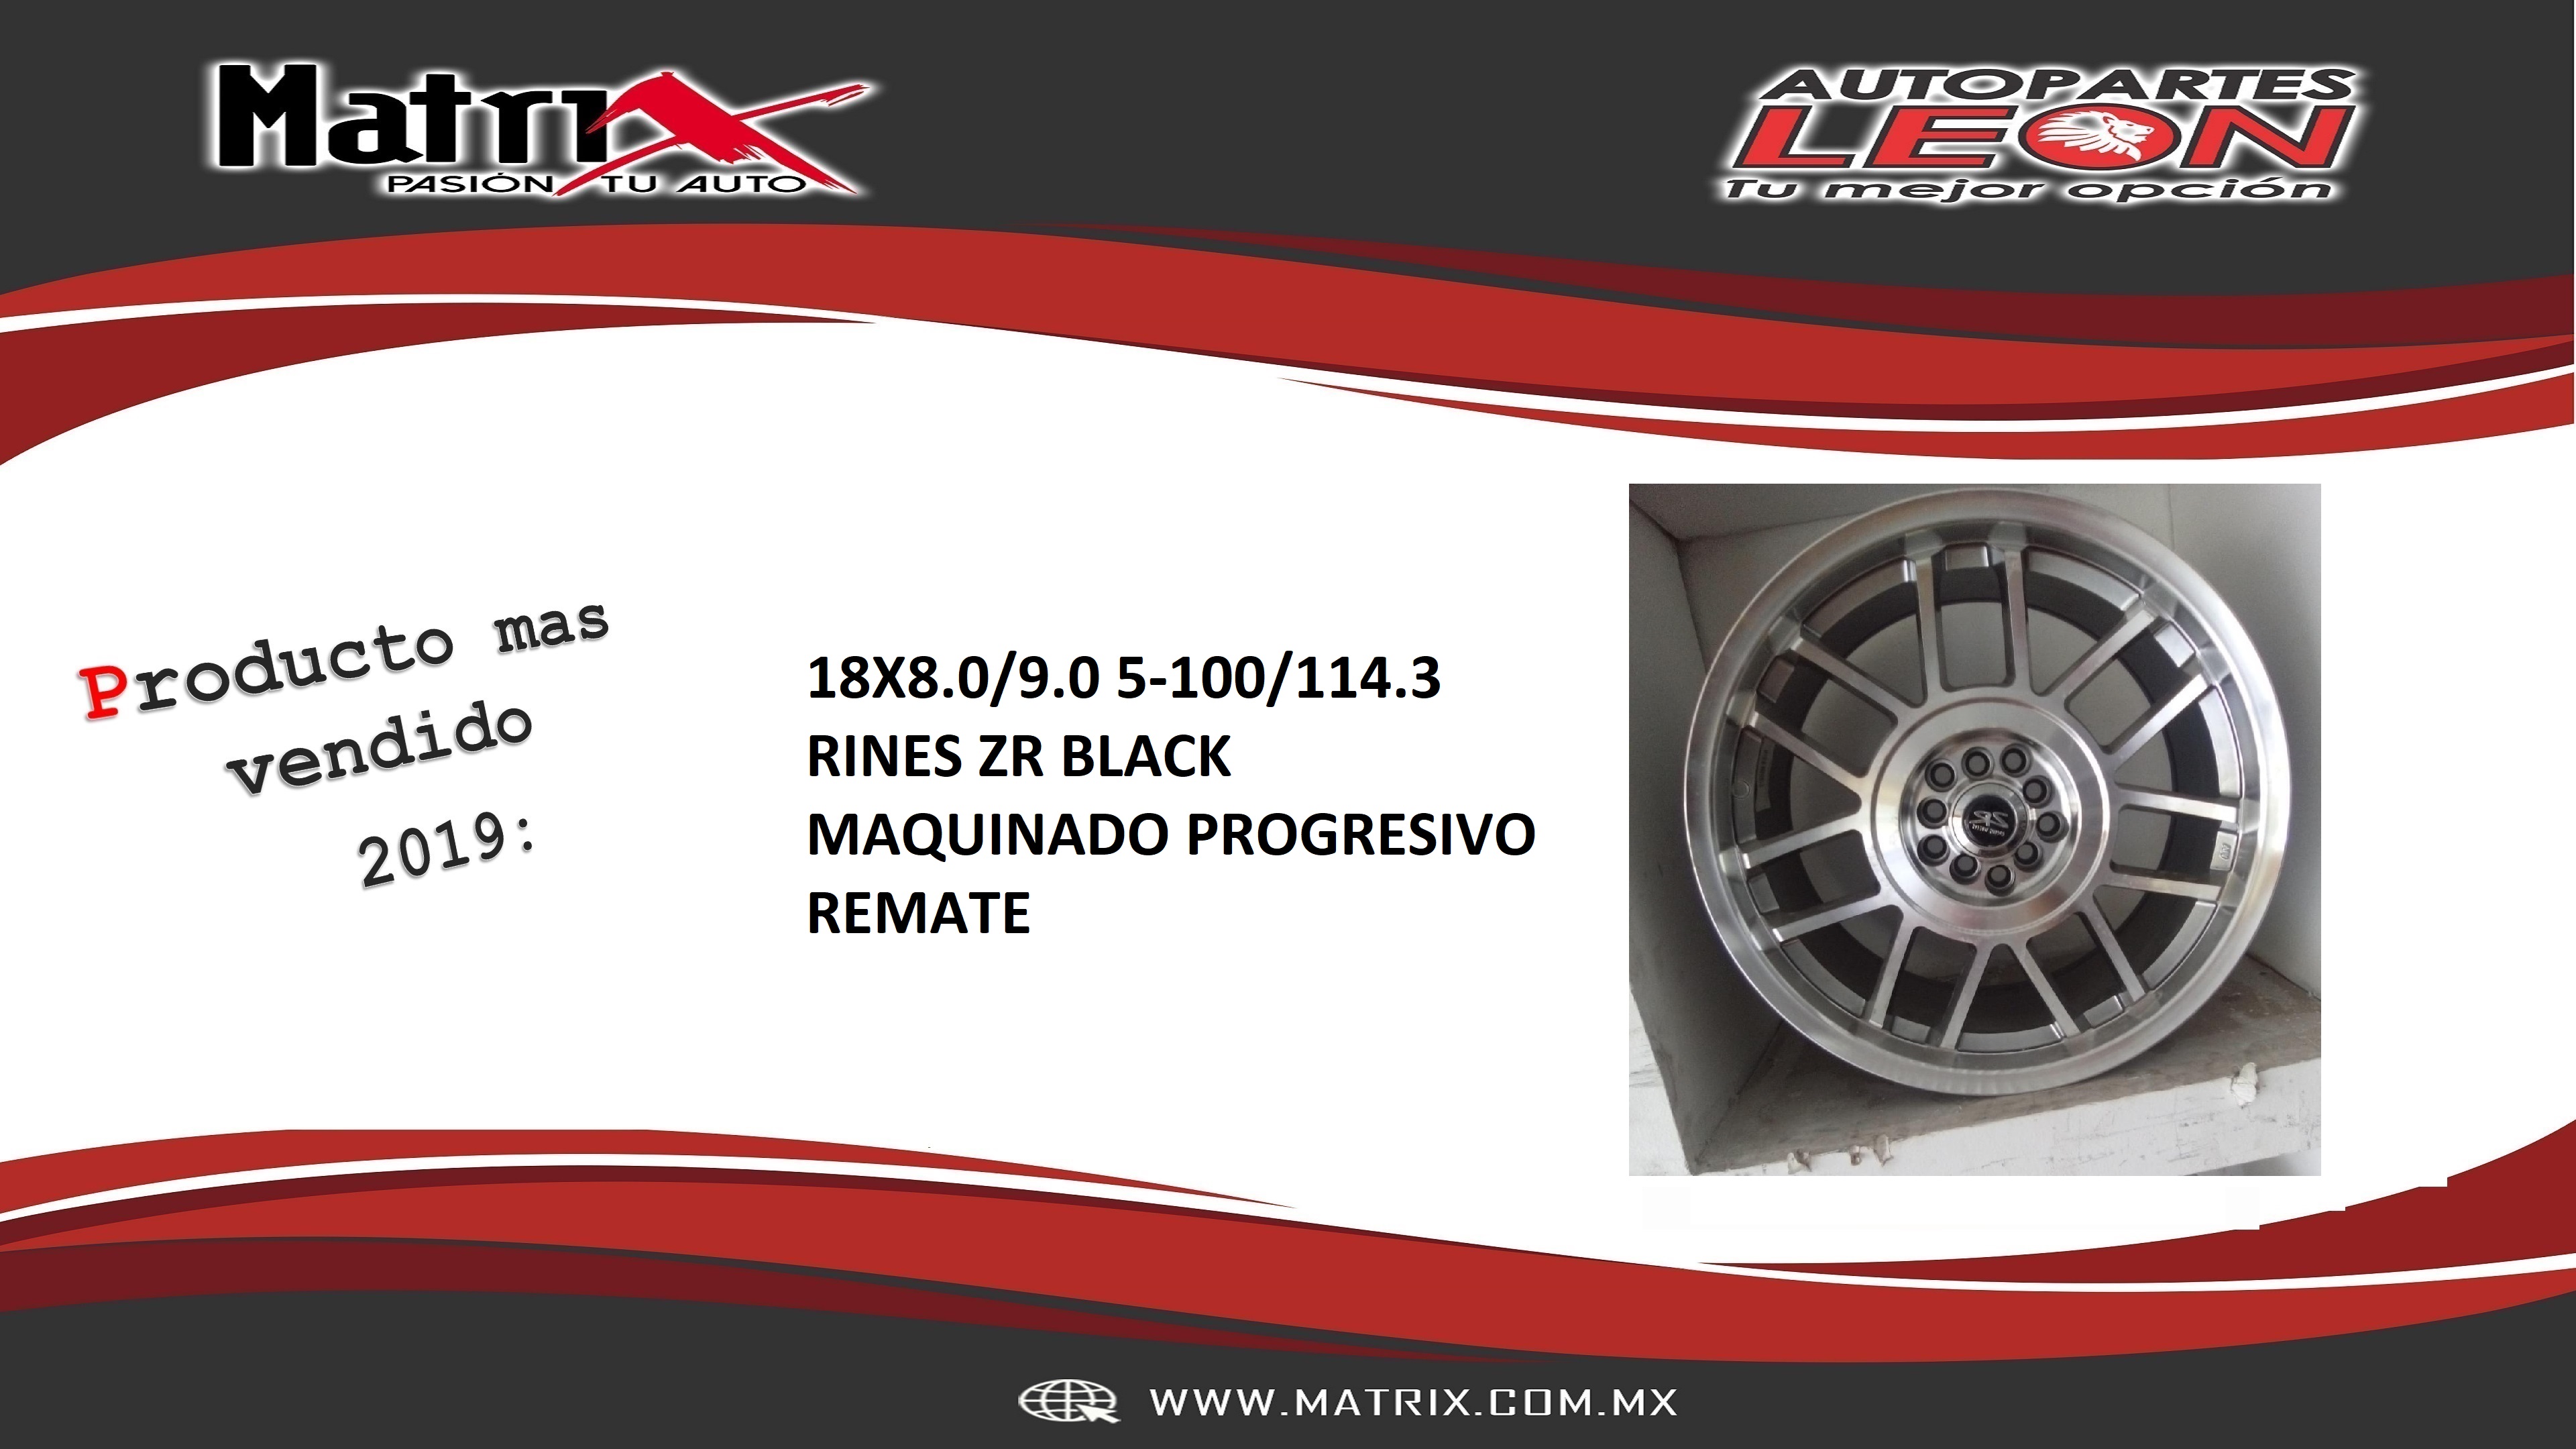 Matrix
PASIÓN TU AUTO
AUTOPARTES
LEON
Tu mejor opción
Producto mas
vendido
2019:
18X8.0/9.0 5-100/114.3
RINES ZR BLACK
MAQUINADO PROGRESIVO
REMATE
WWW.MATRIX.COM.MX